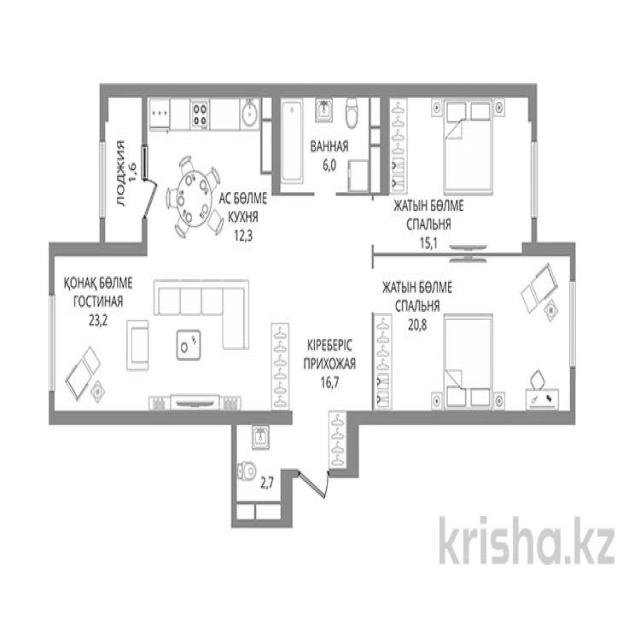 ЛОДЖИЯ
1,6
АС БӨЛМЕ
КУХНЯ
12,3
ВАННАЯ
6,0
ЖАТЫН БӨЛМЕ
СПАЛЬНЯ
15,1
ҚОНАҚ БӨЛМЕ
ГОСТИНАЯ
23,2
КІРЕБЕРІС
ПРИХОЖАЯ
16,7
ЖАТЫН БӨЛМЕ
СПАЛЬНЯ
20,8
2,7
krisha.kz